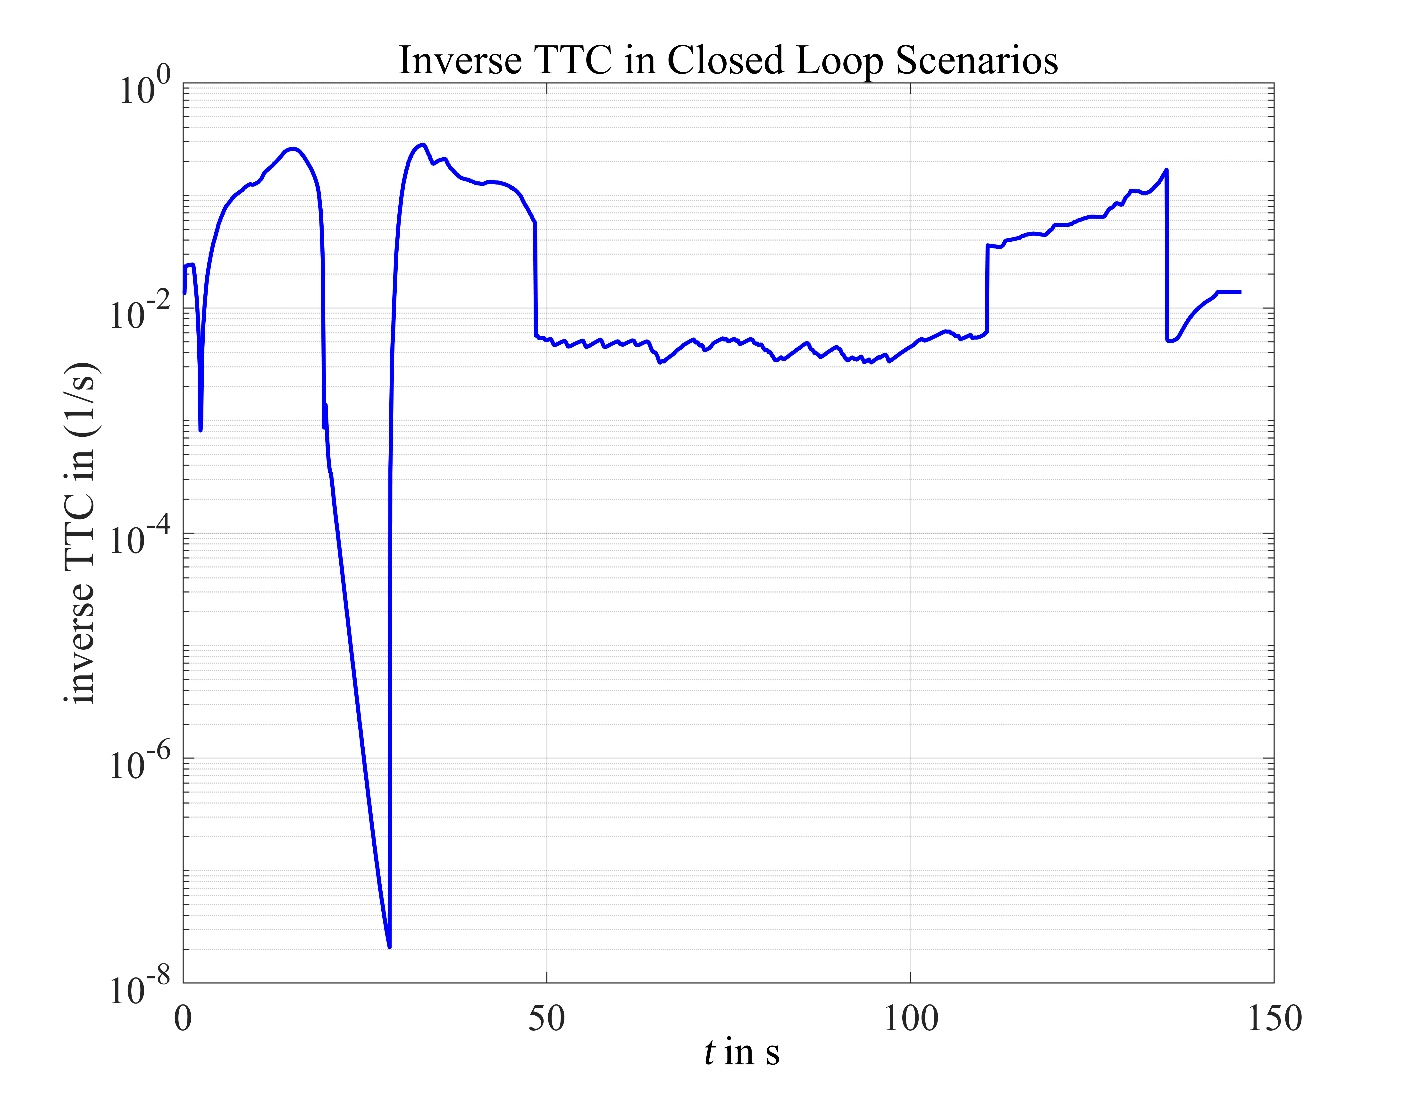 Inverse TTC in Closed Loop Scenarios
inverse TTC in (1/s)
10^0
10^-2
10^-4
10^-6
10^-8
0 50 100 150
t in s